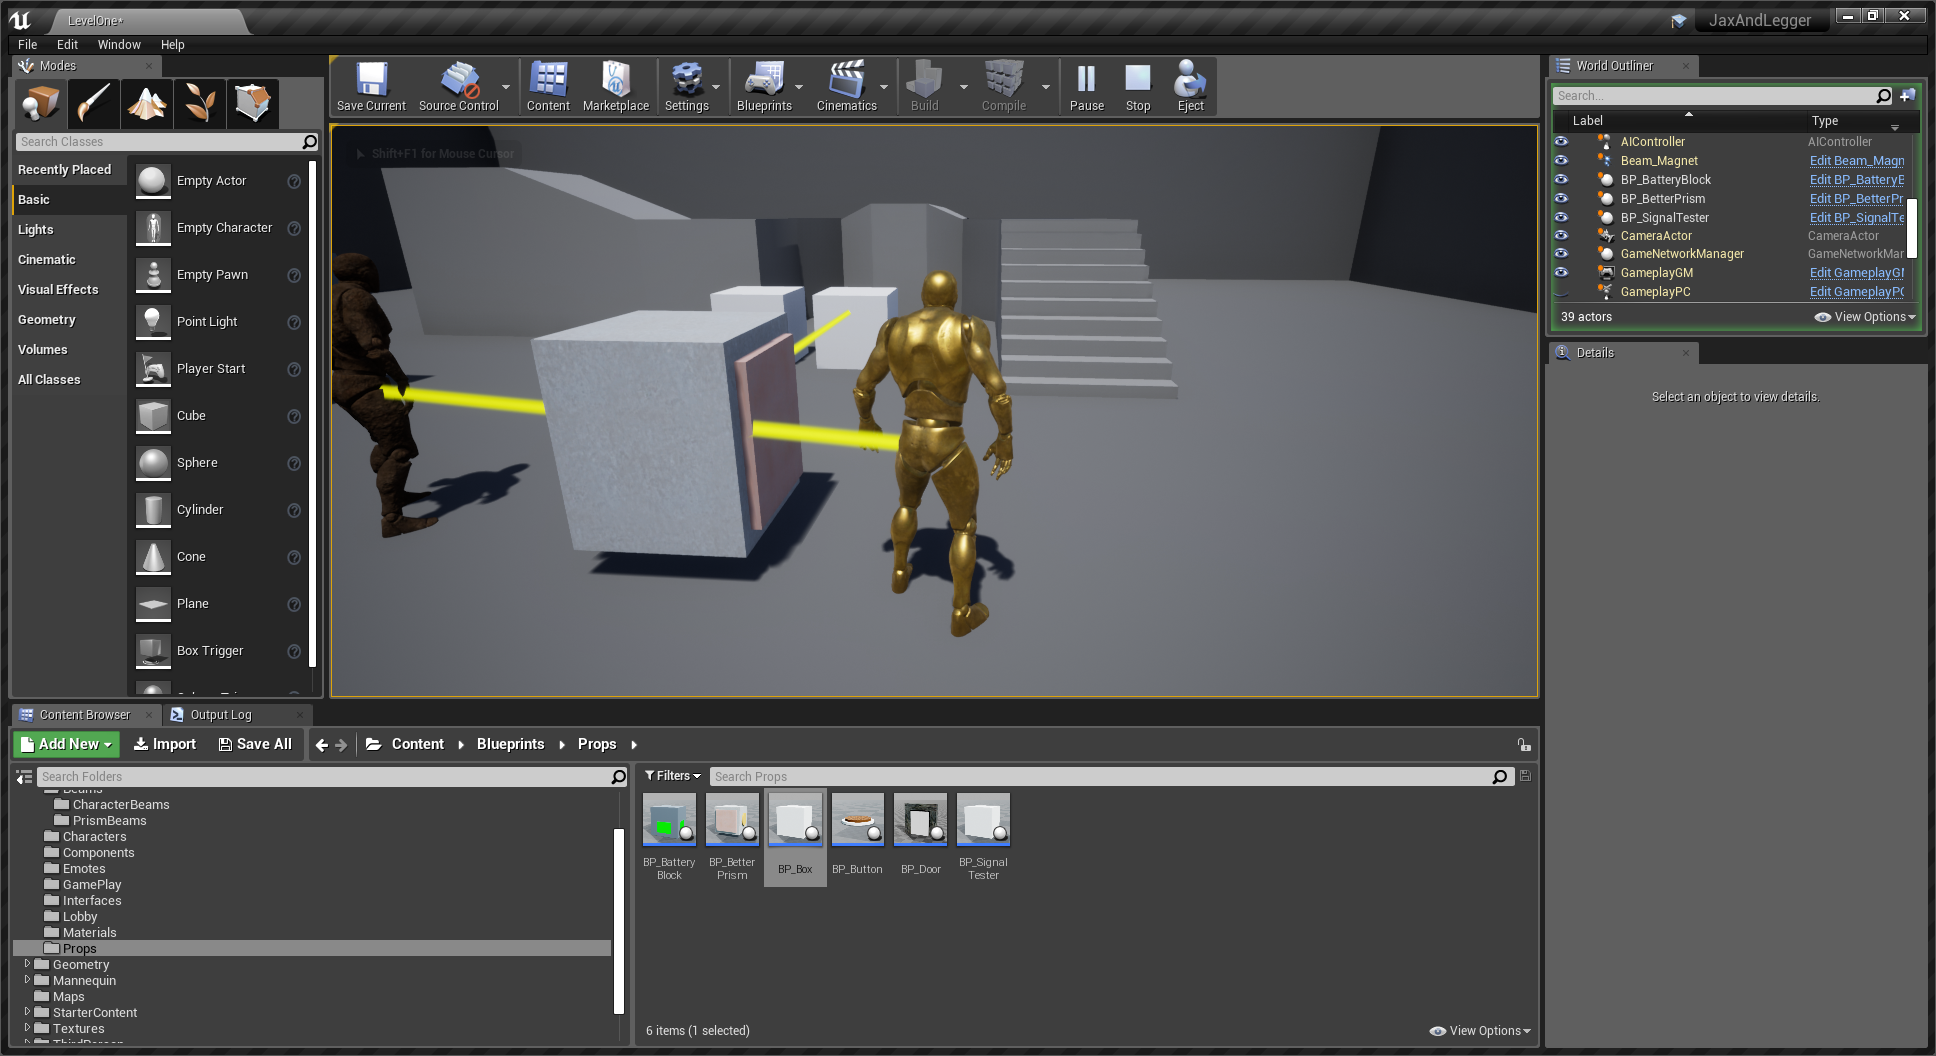 LevelOne*
JaxAndLegger
File Edit Window Help
Modes
Search Classes
Recently Placed
Basic
Lights
Cinematic
Visual Effects
Geometry
Volumes
All Classes
Empty Actor
Empty Character
Empty Pawn
Point Light
Player Start
Cube
Sphere
Cylinder
Cone
Plane
Box Trigger
Save Current Source Control Content Marketplace Settings Blueprints Cinematics Build Compile Pause Stop Eject
Shift+F1 for Mouse Cursor
World Outliner
Search...
Label Type
AIController AIController
Beam_Magnet Edit Beam_Magn
BP_BatteryBlock Edit BP_BatteryB
BP_BetterPrism Edit BP_BetterPr
BP_SignalTester Edit BP_SignalTe
CameraActor CameraActor
GameNetworkManager GameNetworkMar
GameplayGM Edit GameplayGM
GameplayPC Edit GameplayPC
39 actors View Options
Details
Select an object to view details.
Content Browser Output Log
Add New Import Save All Content Blueprints Props
Search Folders
Beams
CharacterBeams
PrismBeams
Characters
Components
Emotes
GamePlay
Interfaces
Lobby
Materials
Props
Geometry
Mannequin
Maps
StarterContent
Textures
Filters Search Props
BP_Battery
Block
BP_Better
Prism
BP_Box
BP_Button
BP_Door
BP_Signal
Tester
6 items (1 selected) View Options